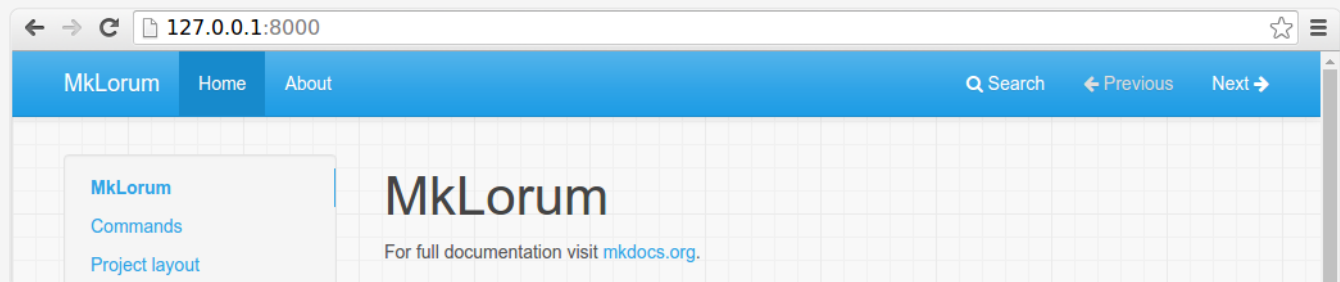 127.0.0.1:8000
MkLorum Home About Search Previous Next
MkLorum
Commands
Project layout
MkLorum
For full documentation visit mkdocs.org.